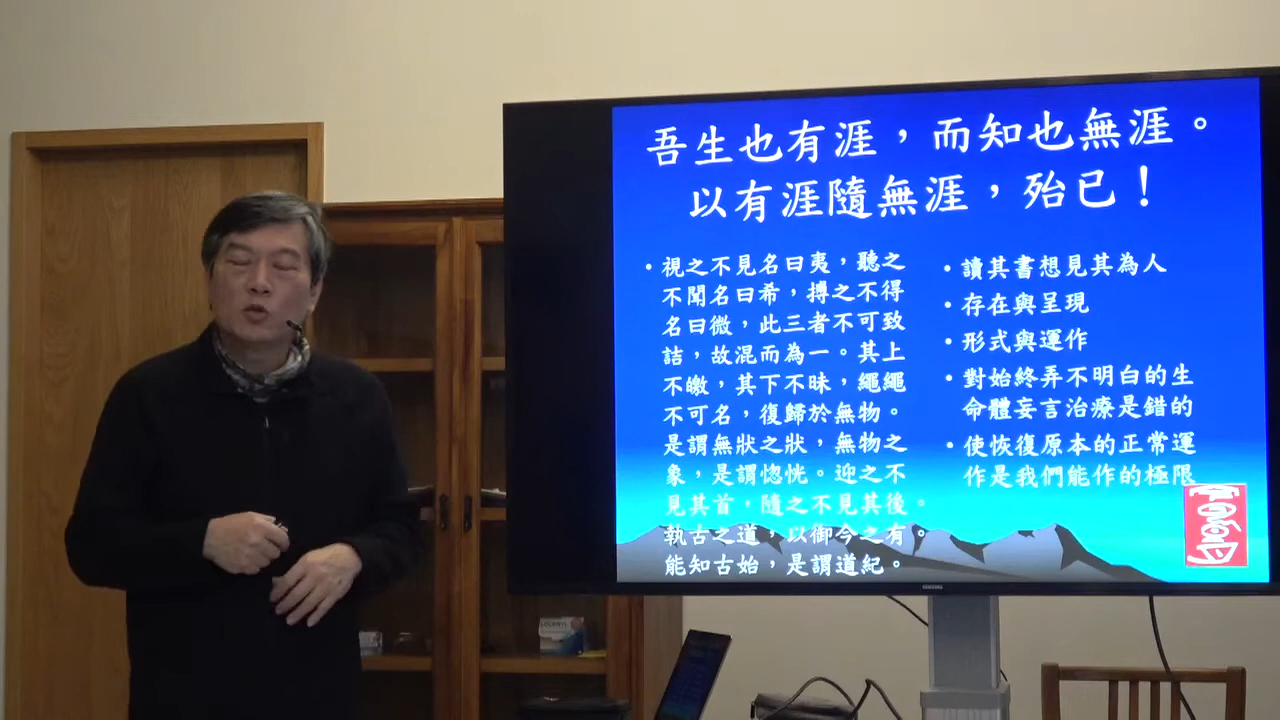 吾生也有涯，而知也無涯。
以有涯隨無涯，殆已！
•視之不見名曰夷，聽之
不聞名曰希，搏之不得
名曰微，此三者不可致
詰，故混而為一。其上
不皦，其下不昧，繩繩
不可名，復歸於無物。
是謂無狀之狀，無物之
象，是謂惚恍。迎之不
見其首，隨之不見其後。
執古之道，以御今之有。
能知古始，是謂道紀。
•讀其書想見其為人
•存在與呈現
•形式與運作
•對始終弄不明白的生
命體妄言治療是錯的
•使恢復原本的正常運
作是我們能作的極限
SAMSUNG